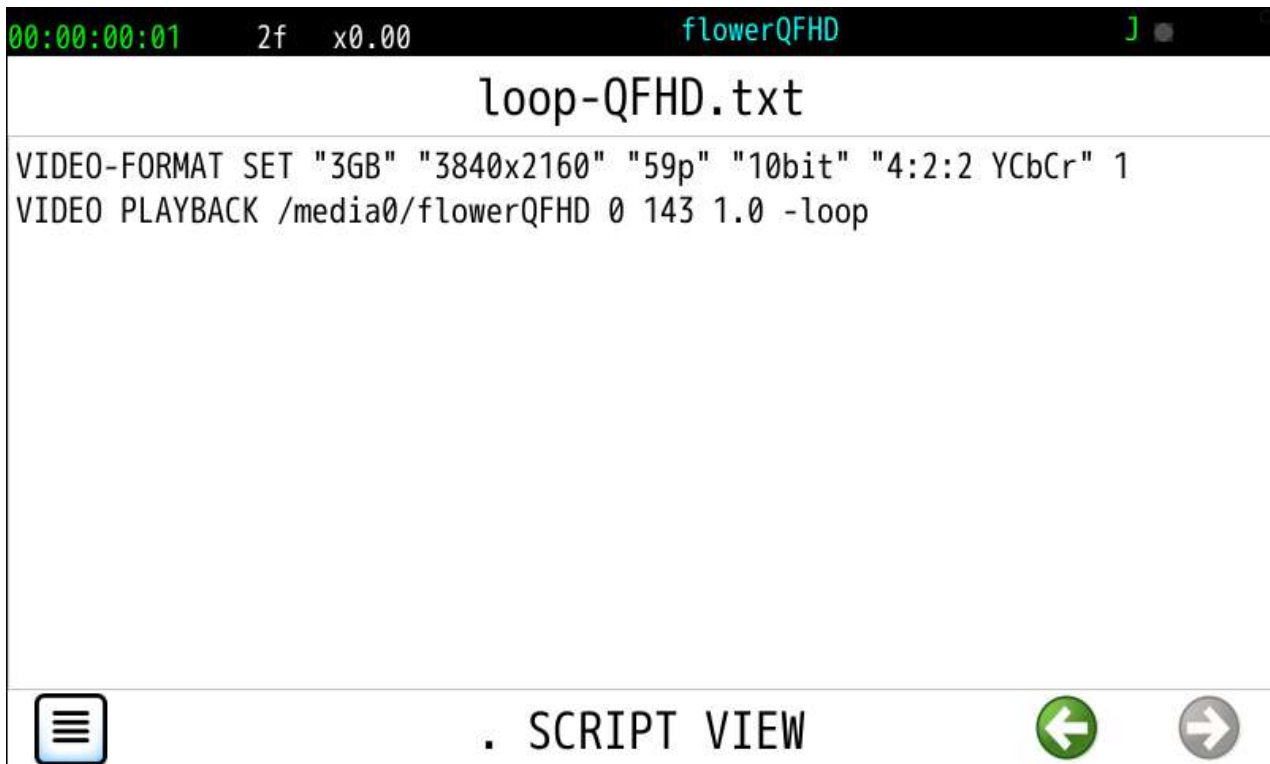 00:00:00:01 2f x0.00 flowerQFHD J
loop-QFHD.txt
VIDEO-FORMAT SET "3GB" "3840x2160" "59p" "10bit" "4:2:2 YCbCr" 1
VIDEO PLAYBACK /media0/flowerQFHD 0 143 1.0 -loop
. SCRIPT VIEW